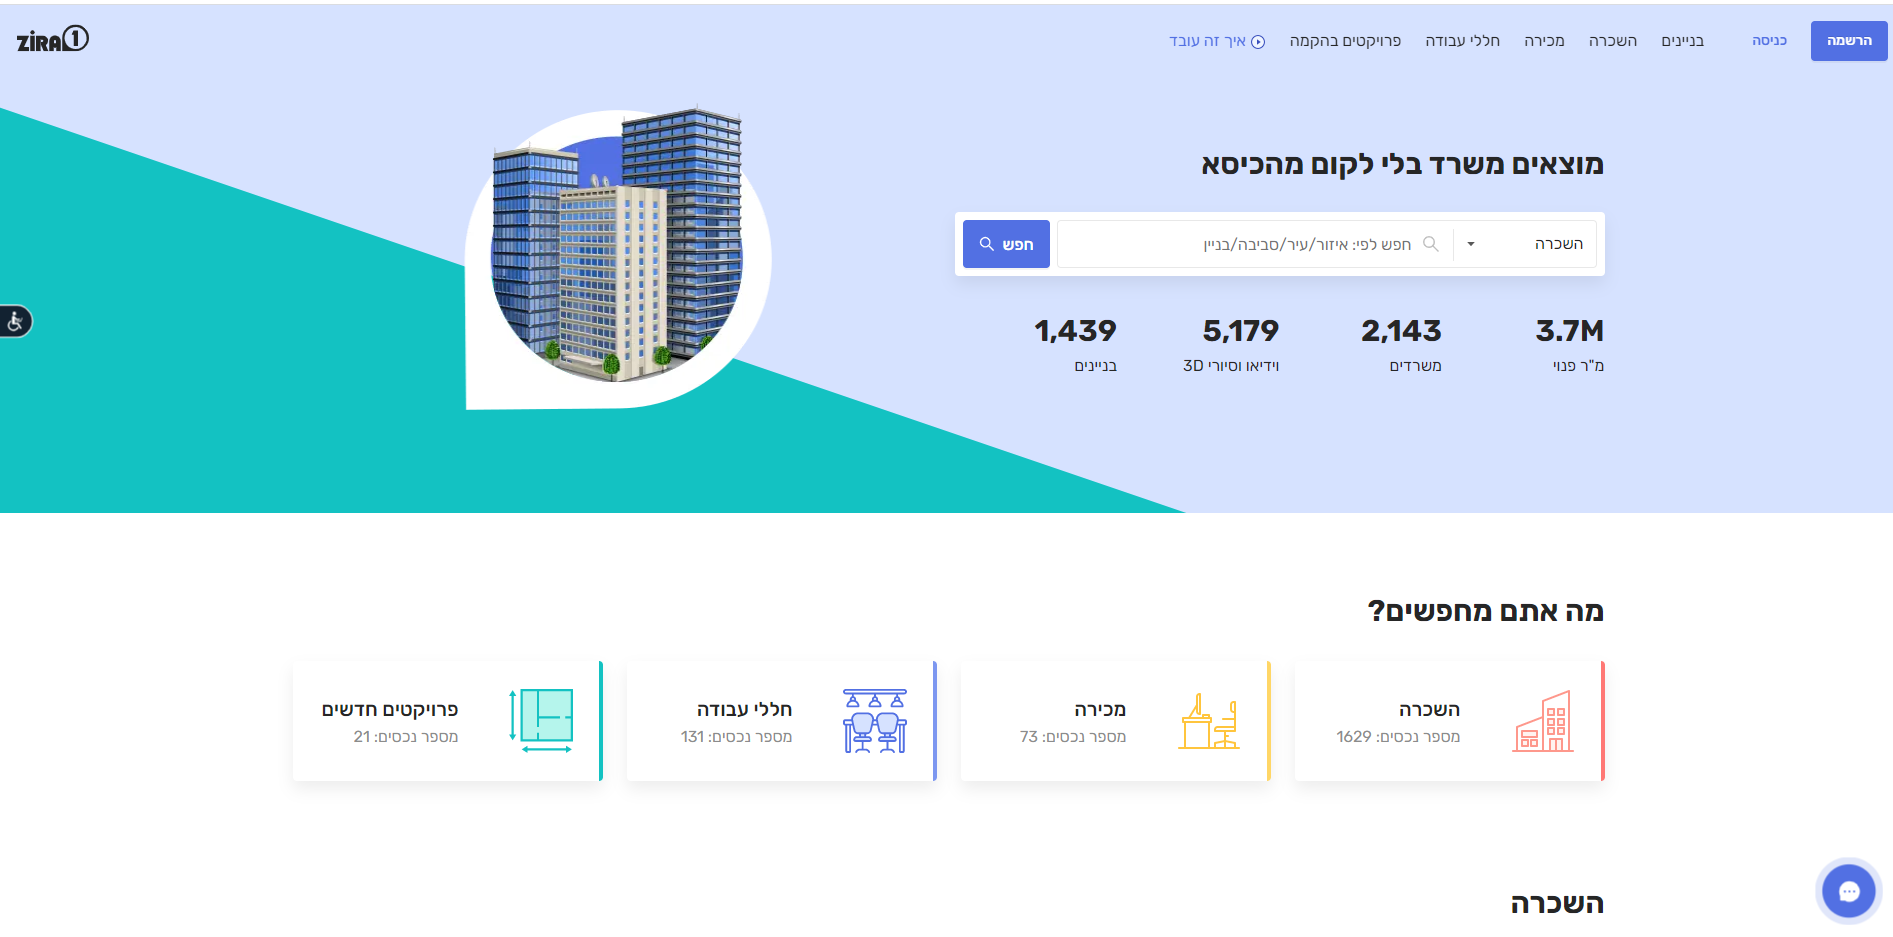 הרשמה
כניסה
בניינים
השכרה
מכירה
חללי עבודה
פרויקטים בהקמה
איך זה עובד
ZIRA1
מוצאים משרד בלי לקום מהכיסא
השכרה
חפש לפי: איזור/עיר/סביבה/בניין
חפש
3.7M
מ"ר פנוי
2,143
משרדים
5,179
וידיאו וסיורי 3D
1,439
בניינים
מה אתם מחפשים?
השכרה
מספר נכסים: 1629
מכירה
מספר נכסים: 73
חללי עבודה
מספר נכסים: 131
פרויקטים חדשים
מספר נכסים: 21
השכרה